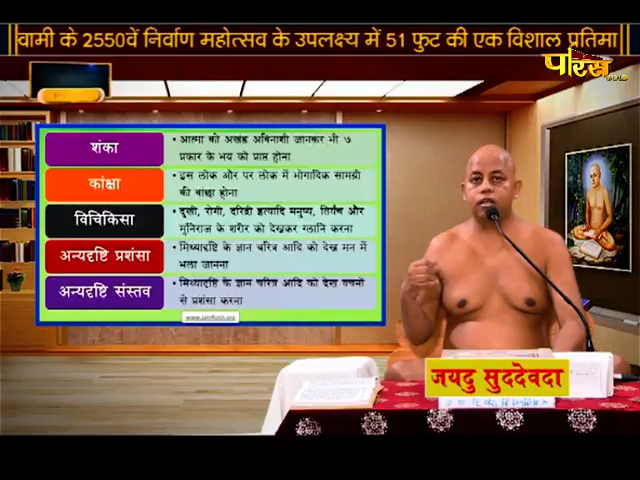 वामी के 2550वें निर्वाण महोत्सव के उपलक्ष्य में 51 फुट की एक विशाल प्रतिमा
पारस
शंका
• आत्मा को अखंड अविनाशी जानकर भी ७
प्रकार के भय को प्राप्त होना
कांक्षा
• इस लोक और पर लोक में भोगादिक सामग्री
की वांछा होना
विचिकिसा
• दुखी, रोगी, दरिद्री इत्यादि मनुष्य, तिर्यंच और
मुनिराज के शरीर को देखकर ग्लानि करना
अन्यदृष्टि प्रशंसा
• मिथ्यादृष्टि के ज्ञान चरित्र आदि को देख मन में
भला जानना
अन्यदृष्टि संस्तव
• मिथ्यादृष्टि के ज्ञान चरित्र आदि को देख वचनों
से प्रशंसा करना
www.JainKosh.org
जयदु सुददेवदा